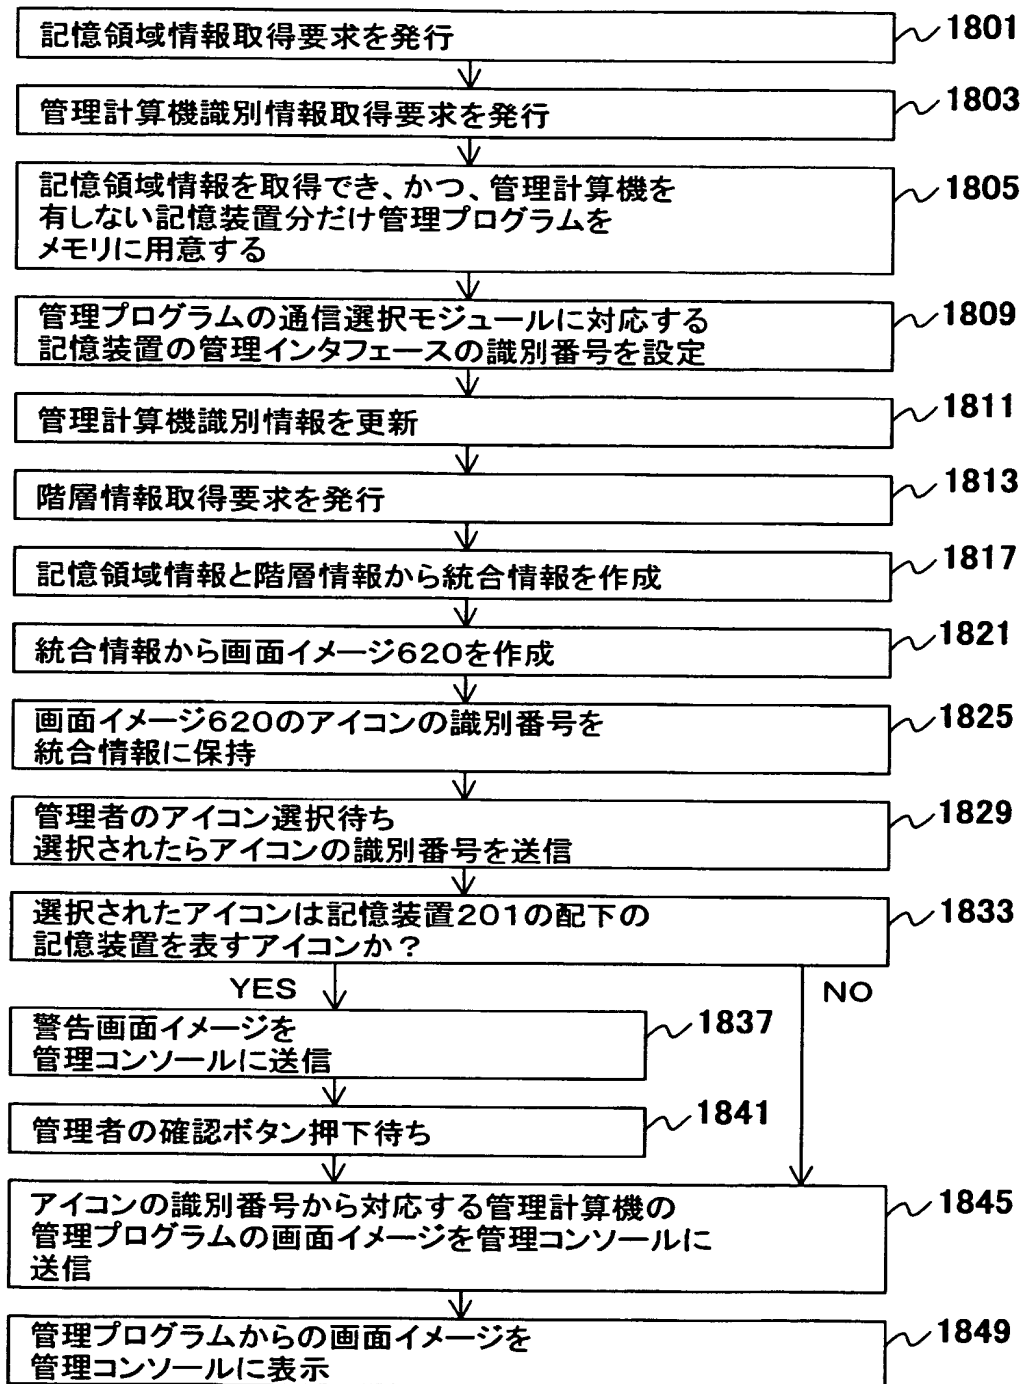 記憶領域情報取得要求を発行
1801
管理計算機識別情報取得要求を発行
1803
記憶領域情報を取得でき、かつ、管理計算機を
有しない記憶装置分だけ管理プログラムを
メモリに用意する
1805
管理プログラムの通信選択モジュールに対応する
記憶装置の管理インタフェースの識別番号を設定
1809
管理計算機識別情報を更新
1811
階層情報取得要求を発行
1813
記憶領域情報と階層情報から統合情報を作成
1817
統合情報から画面イメージ620を作成
1821
画面イメージ620のアイコンの識別番号を
統合情報に保持
1825
管理者のアイコン選択待ち
選択されたらアイコンの識別番号を送信
1829
選択されたアイコンは記憶装置201の配下の
記憶装置を表すアイコンか？
1833
YES
NO
警告画面イメージを
管理コンソールに送信
1837
管理者の確認ボタン押下待ち
1841
アイコンの識別番号から対応する管理計算機の
管理プログラムの画面イメージを管理コンソールに
送信
1845
管理プログラムからの画面イメージを
管理コンソールに表示
1849